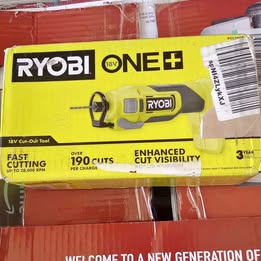 RYOBI 18V ONE+
RYOBI
18V Cut-Out Tool
FAST CUTTING
UP TO 28,000 RPM
OVER 190 CUTS
PER CHARGE
ENHANCED
CUT VISIBILITY
3 YEAR
WELCOME TO A NEW GENERATION OF